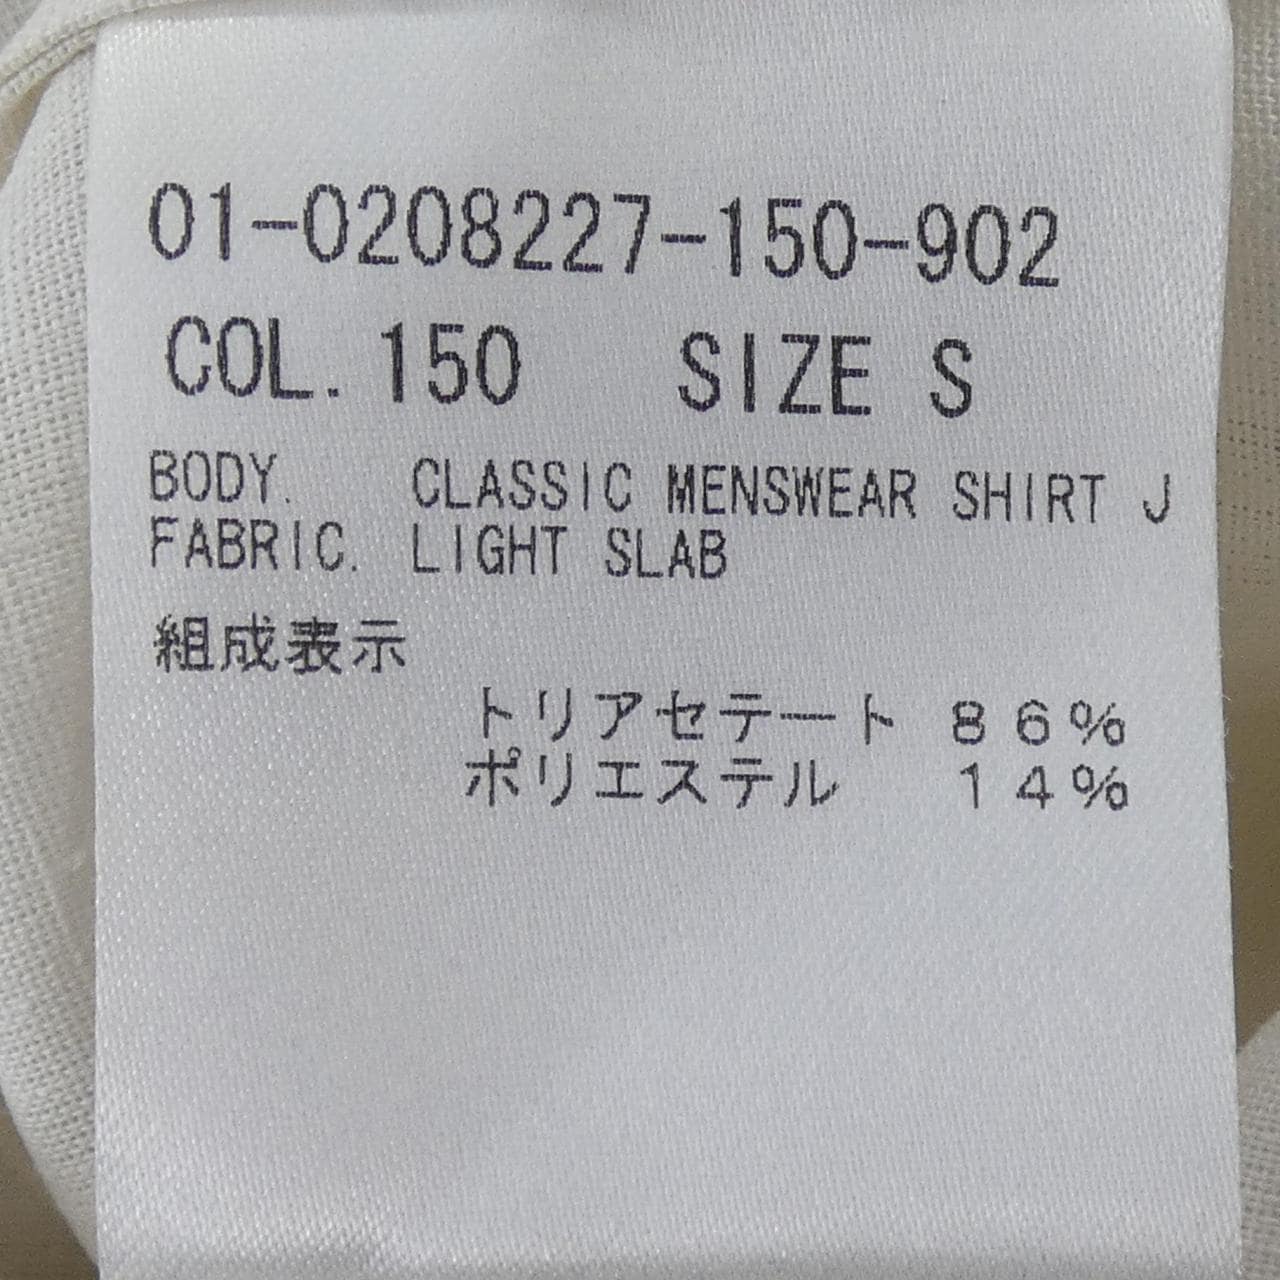 01-0208227-150-902
COL. 150 SIZE S
BODY. CLASSIC MENSWEAR SHIRT J
FABRIC. LIGHT SLAB
組成表示
トリアセテート 86%
ポリエステル 14%